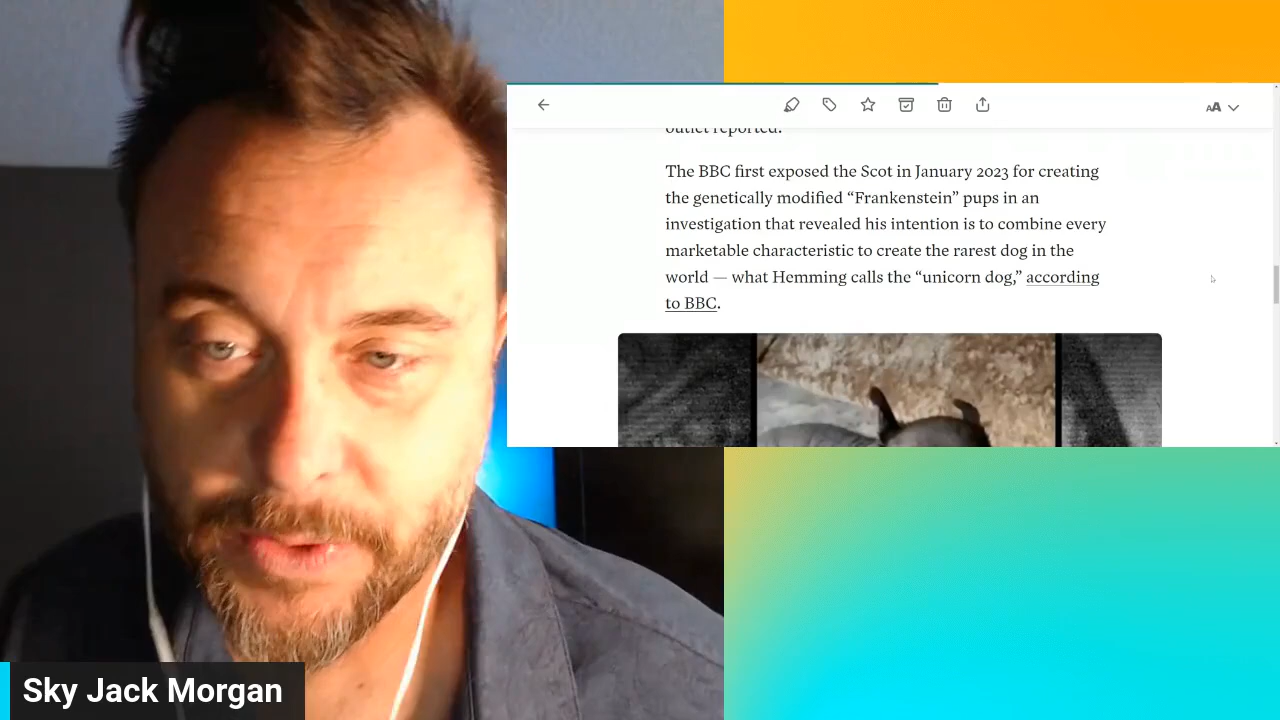 outlet reported.
The BBC first exposed the Scot in January 2023 for creating
the genetically modified “Frankenstein” pups in an
investigation that revealed his intention is to combine every
marketable characteristic to create the rarest dog in the
world — what Hemming calls the “unicorn dog,” according
to BBC.
AA
Sky Jack Morgan